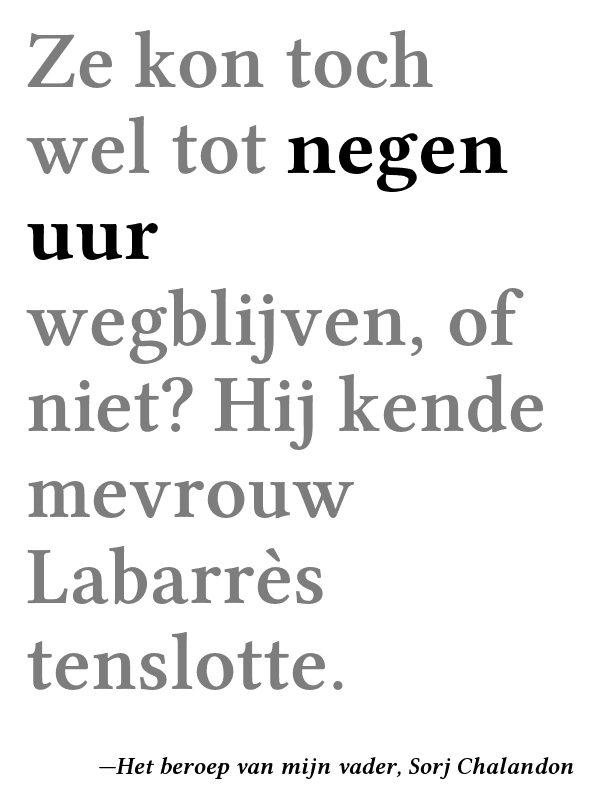 Ze kon toch
wel tot negen
uur
wegblijven, of
niet? Hij kende
mevrouw
Labarrès
tenslotte.
—Het beroep van mijn vader, Sorj Chalandon